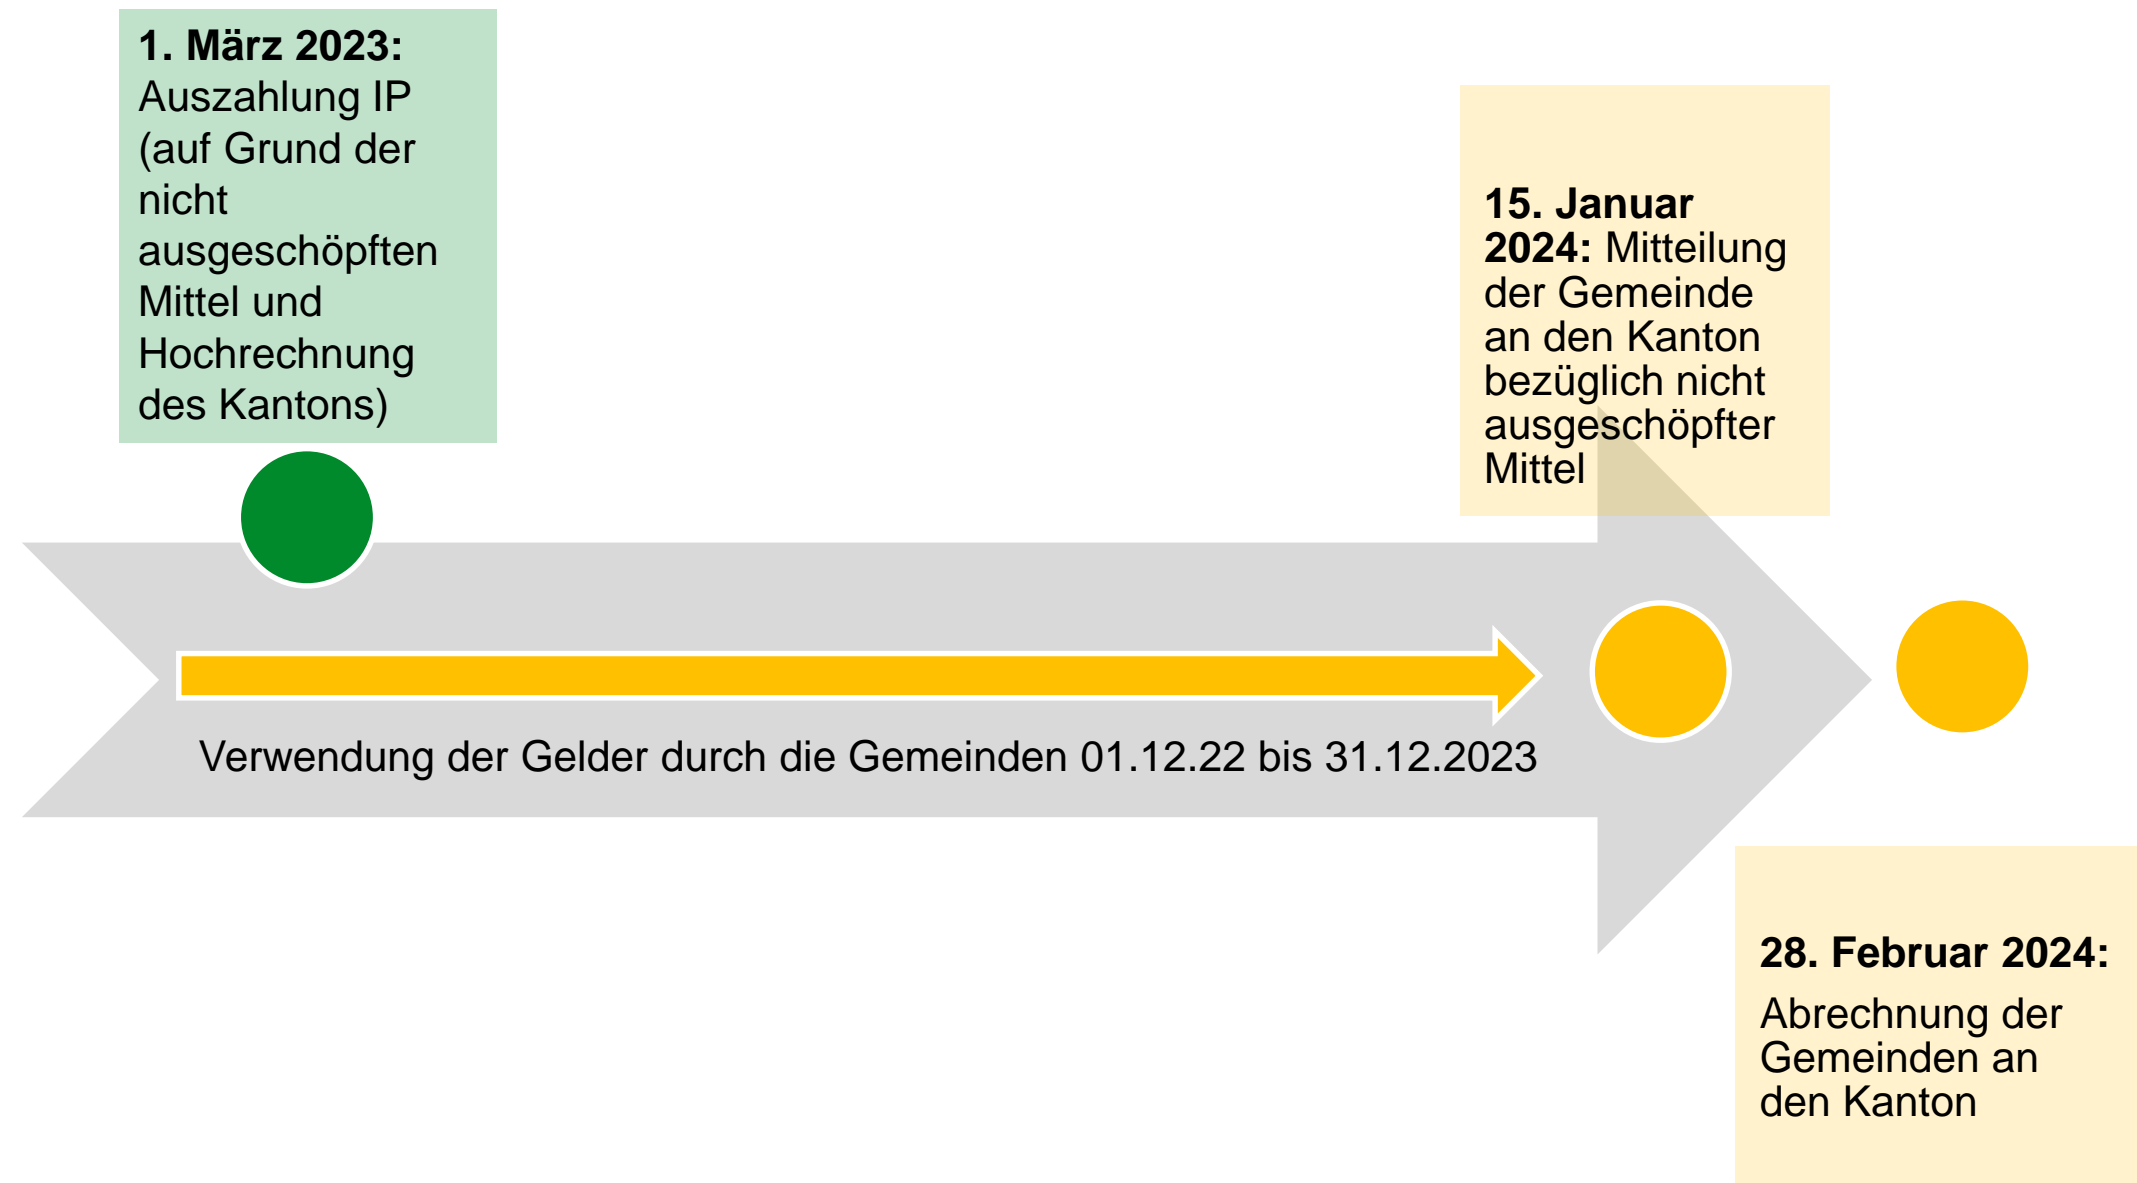 1. März 2023:
Auszahlung IP
(auf Grund der
nicht
ausgeschöpften
Mittel und
Hochrechnung
des Kantons)
15. Januar
2024: Mitteilung
der Gemeinde
an den Kanton
bezüglich nicht
ausgeschöpfter
Mittel
Verwendung der Gelder durch die Gemeinden 01.12.22 bis 31.12.2023
28. Februar 2024:
Abrechnung der
Gemeinden an
den Kanton